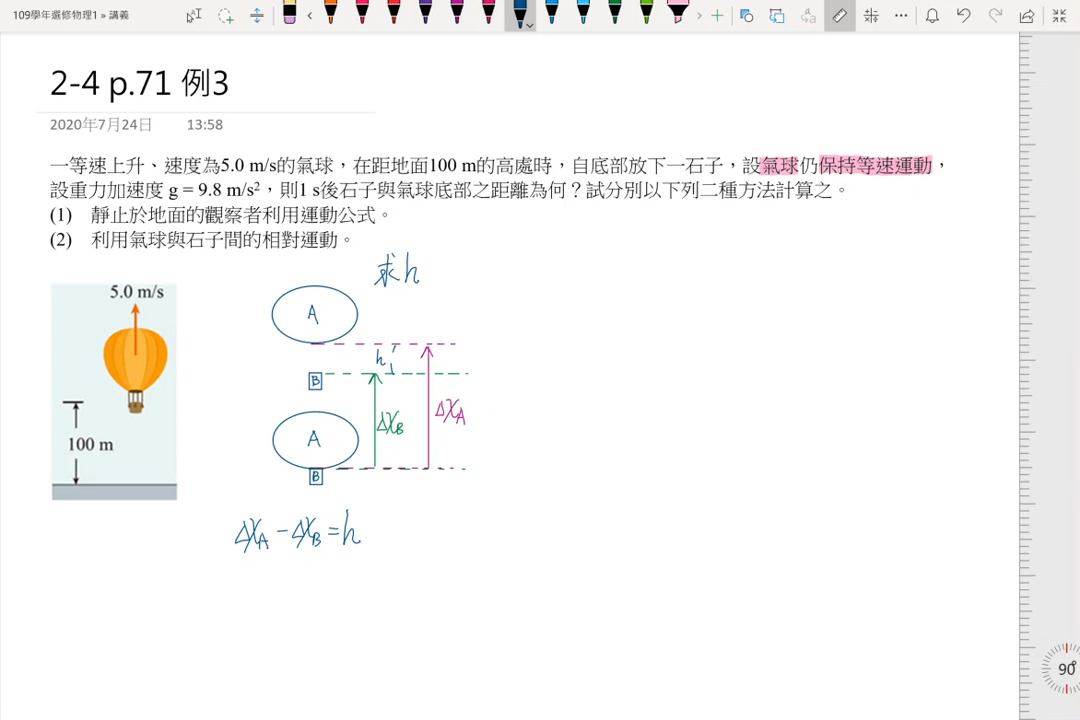 109學年選修物理1 » 講義
2-4 p.71 例3
2020年7月24日 13:58
一等速上升、速度為5.0 m/s的氣球，在距地面100 m的高處時，自底部放下一石子，設氣球仍保持等速運動，
設重力加速度 g = 9.8 m/s²，則1 s後石子與氣球底部之距離為何？試分別以下列二種方法計算之。
(1) 靜止於地面的觀察者利用運動公式。
(2) 利用氣球與石子間的相對運動。
求h
5.0 m/s
A
h
B
ΔXA
ΔXB
A
100 m
B
ΔXA - ΔXB = h
90°